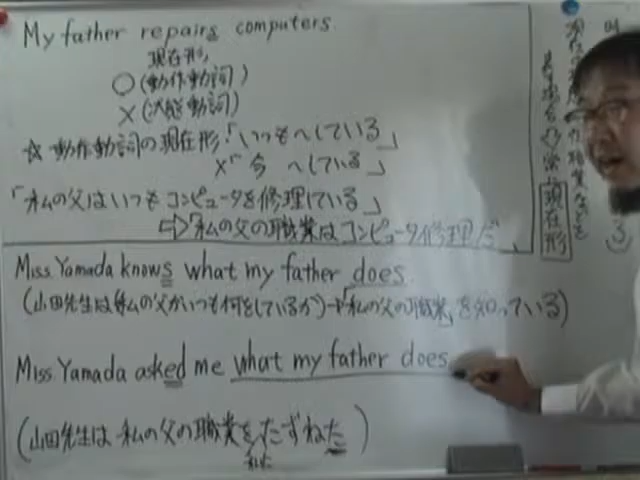 My father repairs computers.
現在形
○(動作動詞)
×(状態動詞)
☆動作動詞の現在形:「いつも〜している」
×「今 〜している」
「私の父はいつもコンピュータを修理している」
⇨「私の父の職業はコンピュータ修理だ」
Miss Yamada knows what my father does.
(山田先生は(私の父がいつも何をしているか)→「私の父の職業」を知っている)
Miss Yamada asked me what my father does
(山田先生は私の父の職業をたずねた)
現在形